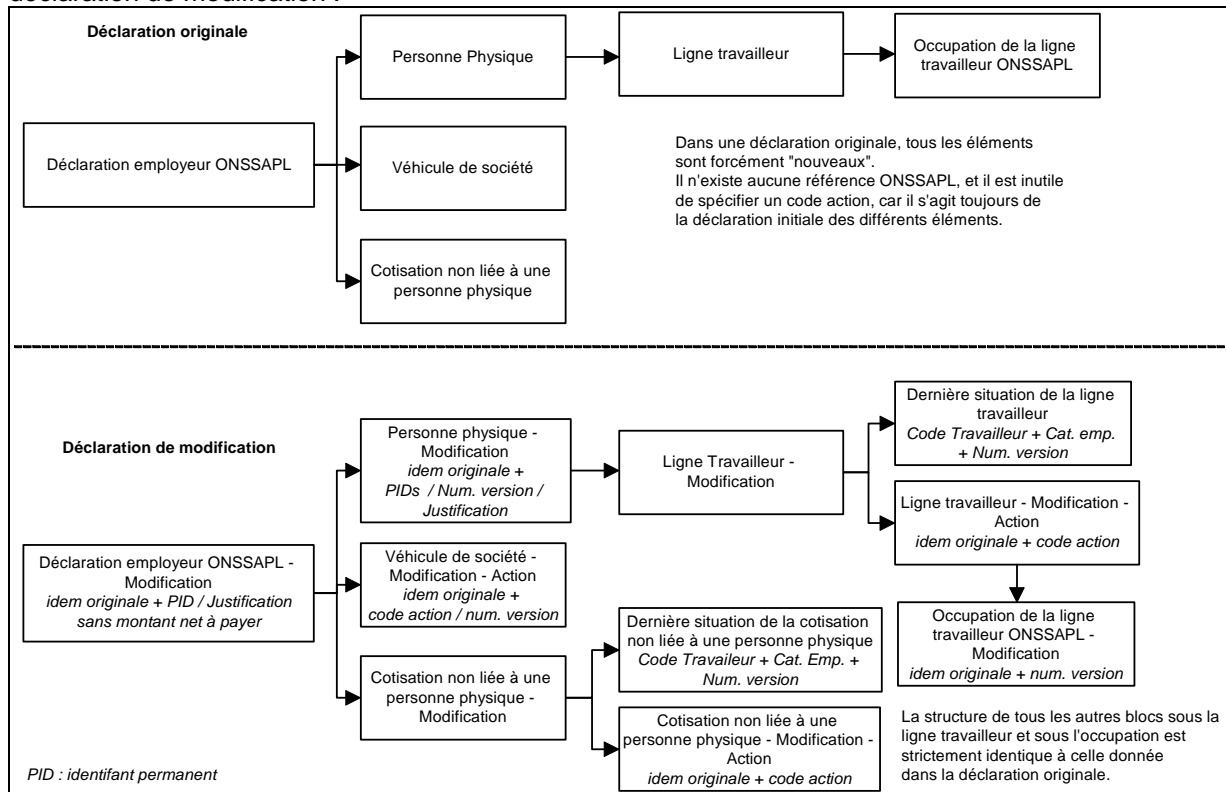 déclaration de modification :
Déclaration originale
Personne Physique
Ligne travailleur
Occupation de la ligne
travailleur ONSSAPL
Déclaration employeur ONSSAPL
Véhicule de société
Cotisation non liée à une
personne physique
Dans une déclaration originale, tous les éléments
sont forcément "nouveaux".
Il n'existe aucune référence ONSSAPL, et il est inutile
de spécifier un code action, car il s'agit toujours de
la déclaration initiale des différents éléments.
Déclaration de modification
Déclaration employeur ONSSAPL -
Modification
idem originale + PID / Justification
sans montant net à payer
Personne physique -
Modification
idem originale +
PIDs / Num. version /
Justification
Ligne Travailleur -
Modification
Dernière situation de la ligne
travailleur
Code Travailleur + Cat. emp.
+ Num. version
Ligne travailleur - Modification -
Action
idem originale + code action
Occupation de la ligne
travailleur ONSSAPL -
Modification
idem originale + num. version
Véhicule de société -
Modification - Action
idem originale +
code action / num. version
Cotisation non liée à une
personne physique -
Modification
Dernière situation de la cotisation
non liée à une personne physique
Code Travaileur + Cat. Emp. +
Num. version
Cotisation non liée à une
personne physique - Modification -
Action
idem originale + code action
La structure de tous les autres blocs sous la
ligne travailleur et sous l'occupation est
strictement identique à celle donnée
dans la déclaration originale.
PID : identifant permanent